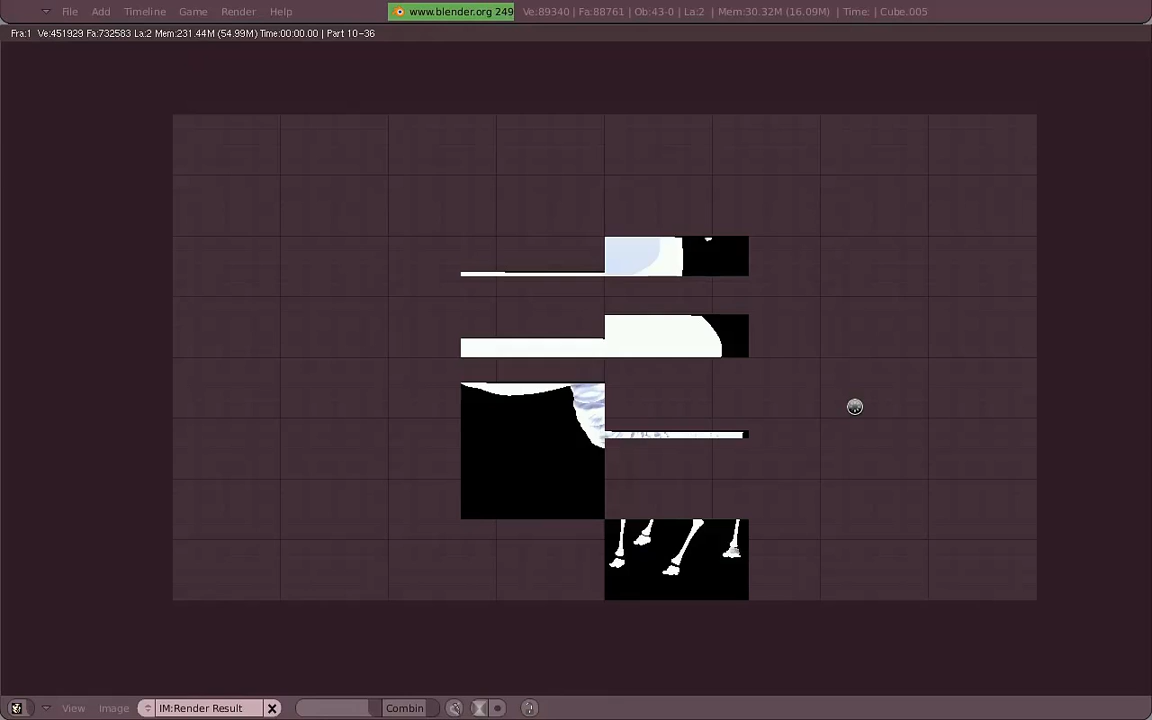 File Add Timeline Game Render Help www.blender.org 249 Ve:89340 | Fa:88761 | Ob:43-0 | La:2 | Mem:30.32M (16.09M) | Time: | Cube.005
Fra:1 Ve:451929 Fa:732583 La:2 Mem:231.44M (54.99M) Time:00:00.00 | Part 10-36
View Image IM:Render Result Combin